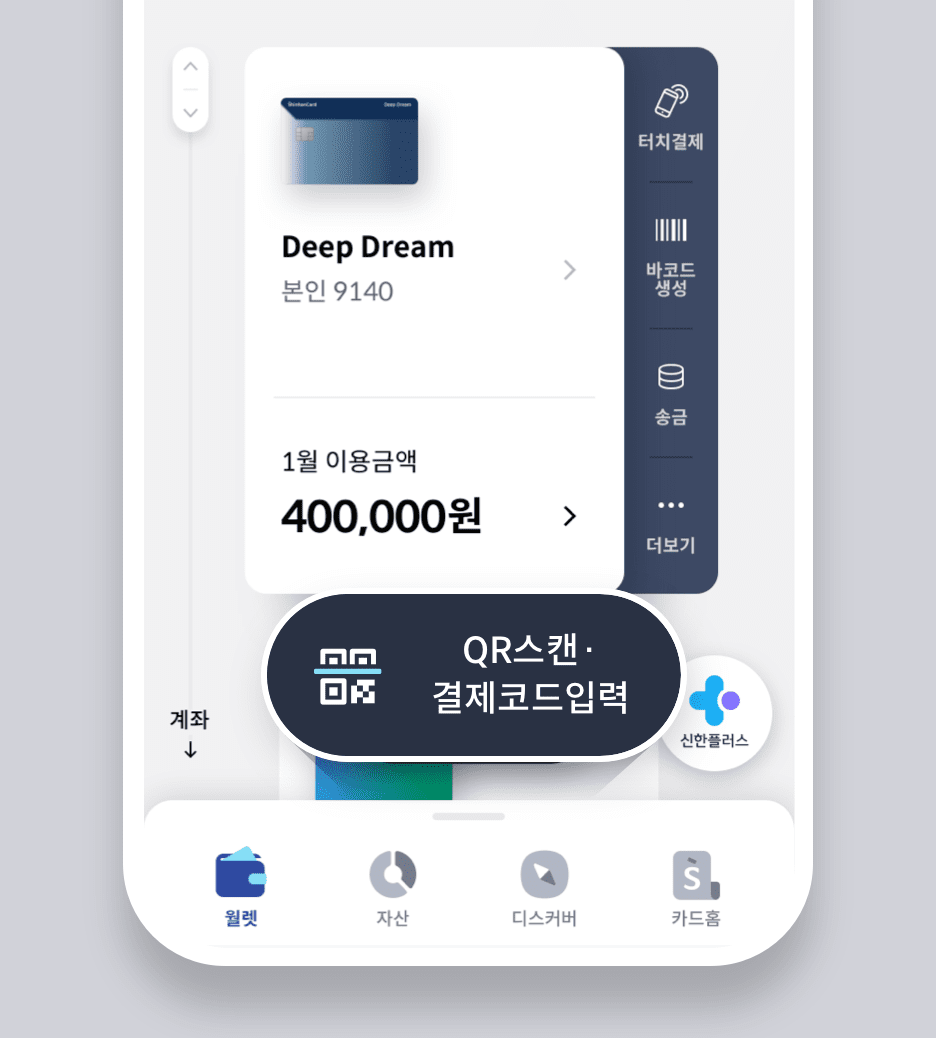 ShinhanCard
Deep Dream
Deep Dream
본인 9140
1월 이용금액
400,000원
터치결제
바코드
생성
송금
더보기
QR스캔·
결제코드입력
계좌
신한플러스
월렛
자산
디스커버
S
카드홈